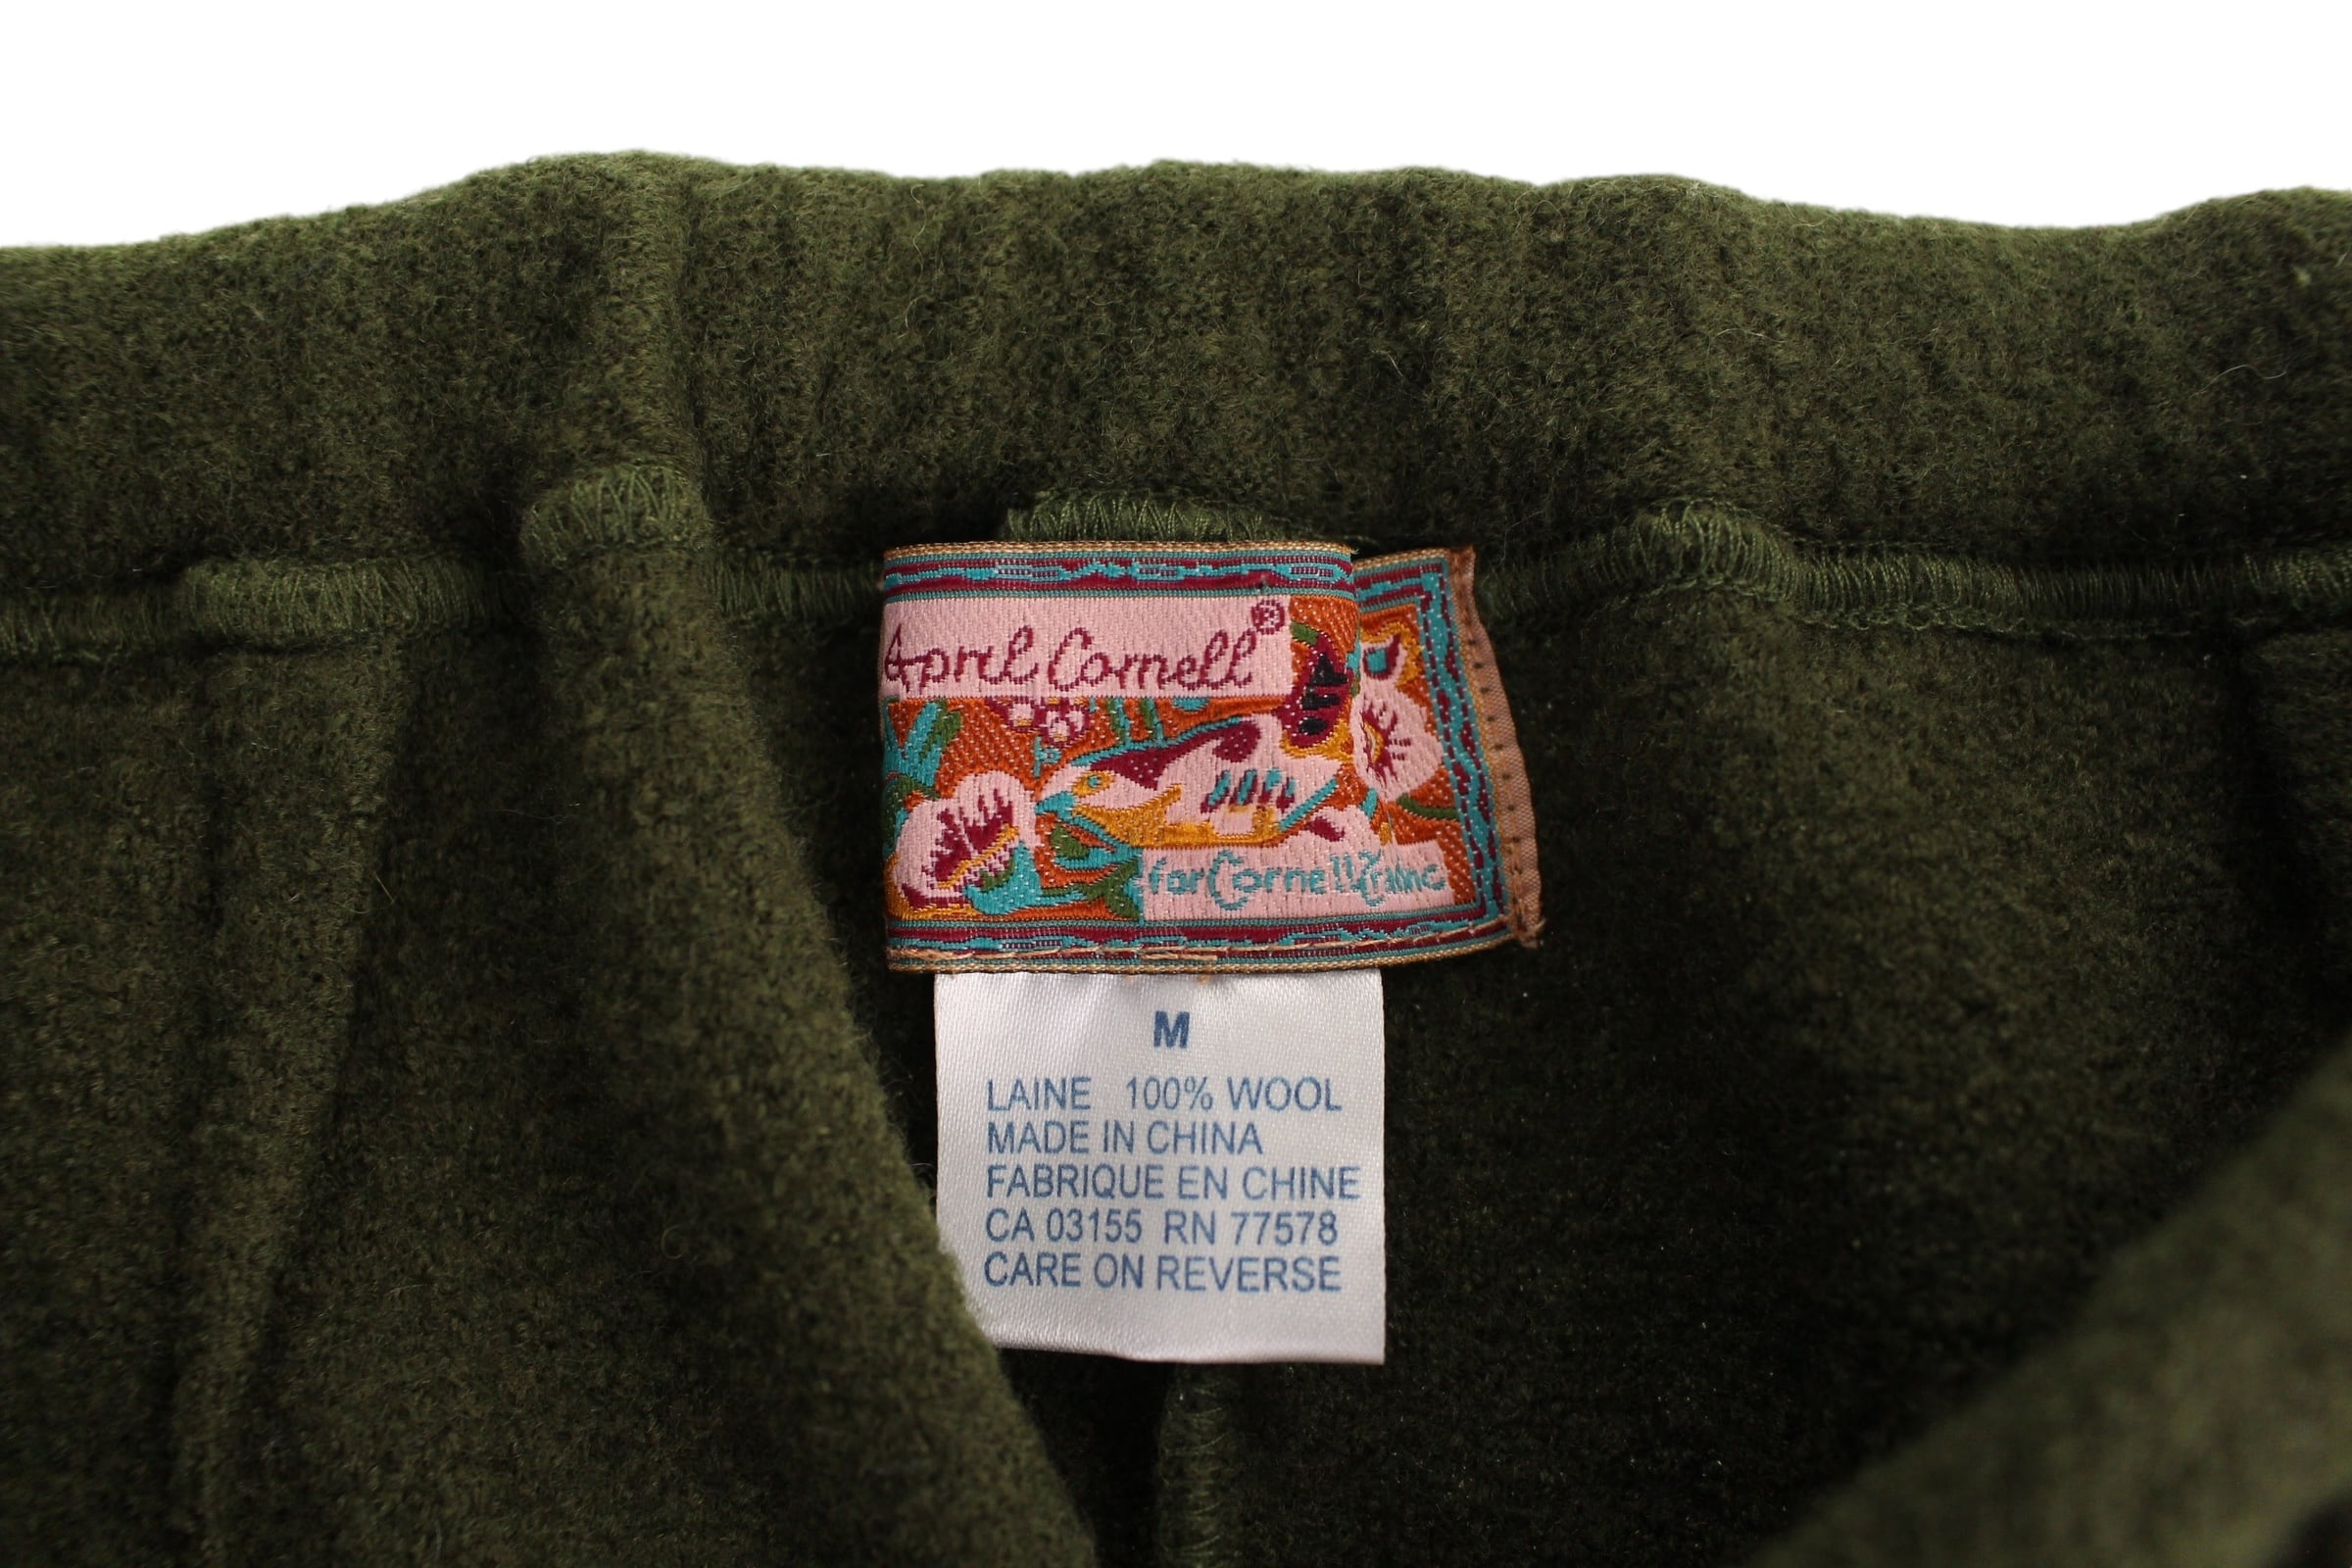 April Cornell®
for Cornell Trading
M
LAINE 100% WOOL
MADE IN CHINA
FABRIQUE EN CHINE
CA 03155 RN 77578
CARE ON REVERSE